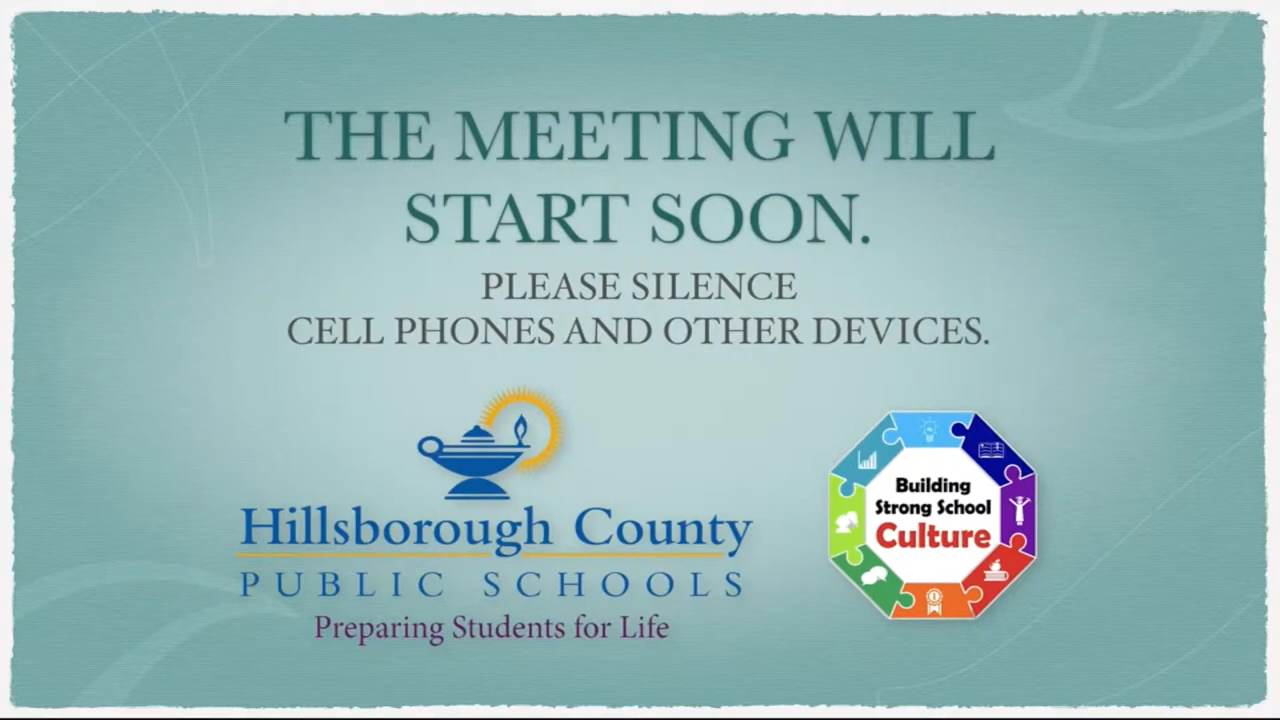 THE MEETING WILL
START SOON.
PLEASE SILENCE
CELL PHONES AND OTHER DEVICES.
Hillsborough County
PUBLIC SCHOOLS
Preparing Students for Life
Building
Strong School
Culture